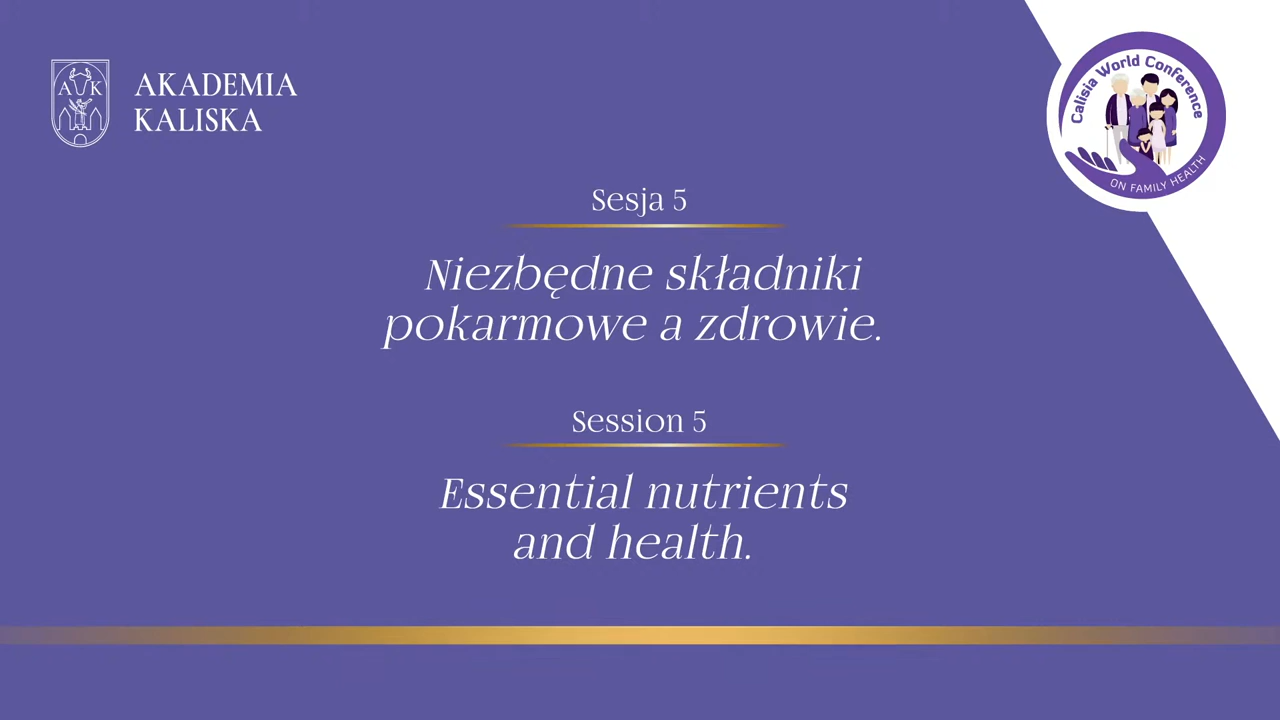 A K
AKADEMIA
KALISKA
Calisia World Conference
ON FAMILY HEALTH
Sesja 5
Niezbędne składniki
pokarmowe a zdrowie.
Session 5
Essential nutrients
and health.